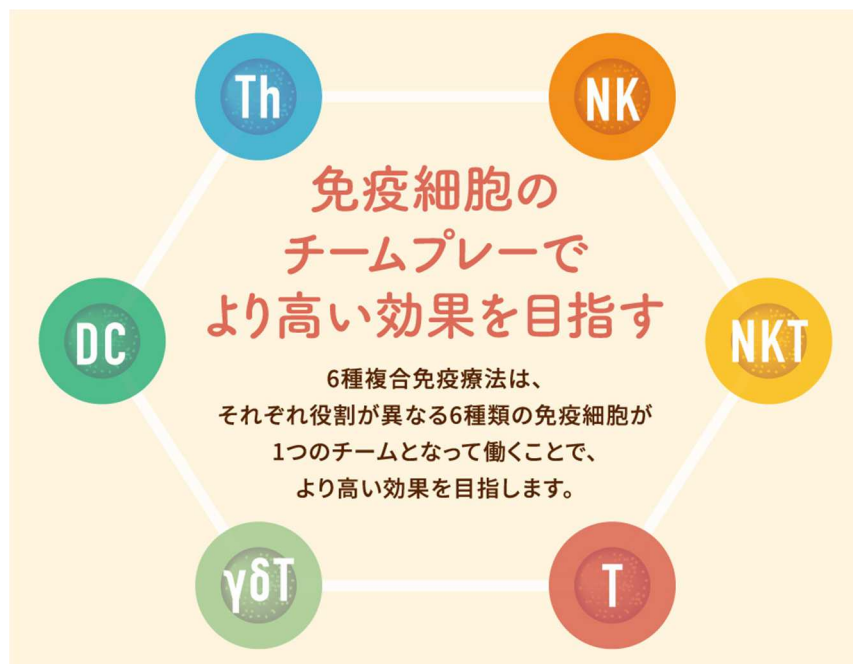 Th
NK
免疫細胞の
チームプレーで
より高い効果を目指す
DC
NKT
6種複合免疫療法は、
それぞれ役割が異なる6種類の免疫細胞が
1つのチームとなって働くことで、
より高い効果を目指します。
γδT
T